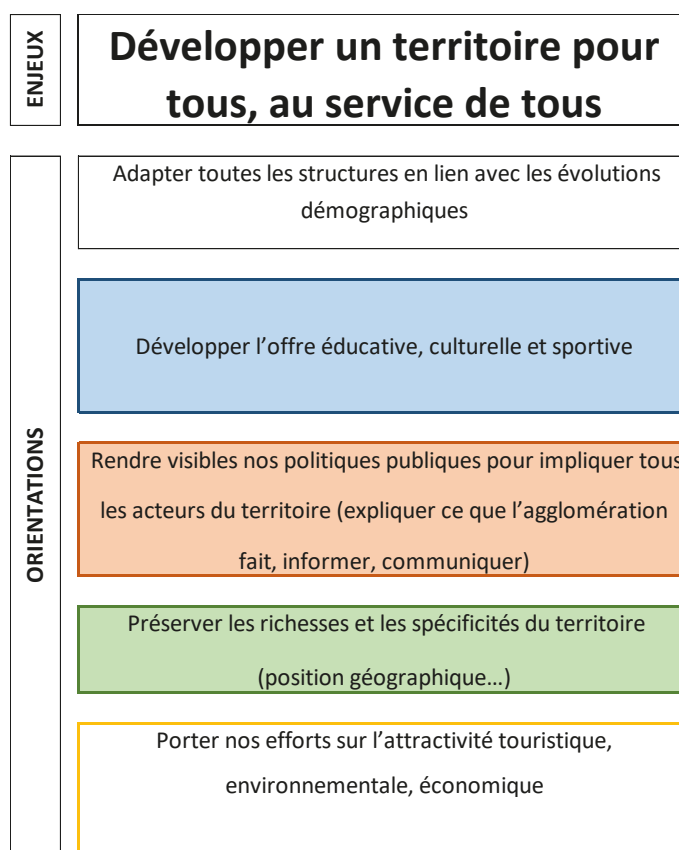 ENJEUX
Développer un territoire pour
tous, au service de tous
ORIENTATIONS
Adapter toutes les structures en lien avec les évolutions
démographiques
Développer l’offre éducative, culturelle et sportive
Rendre visibles nos politiques publiques pour impliquer tous
les acteurs du territoire (expliquer ce que l’agglomération
fait, informer, communiquer)
Préserver les richesses et les spécificités du territoire
(position géographique…)
Porter nos efforts sur l’attractivité touristique,
environnementale, économique